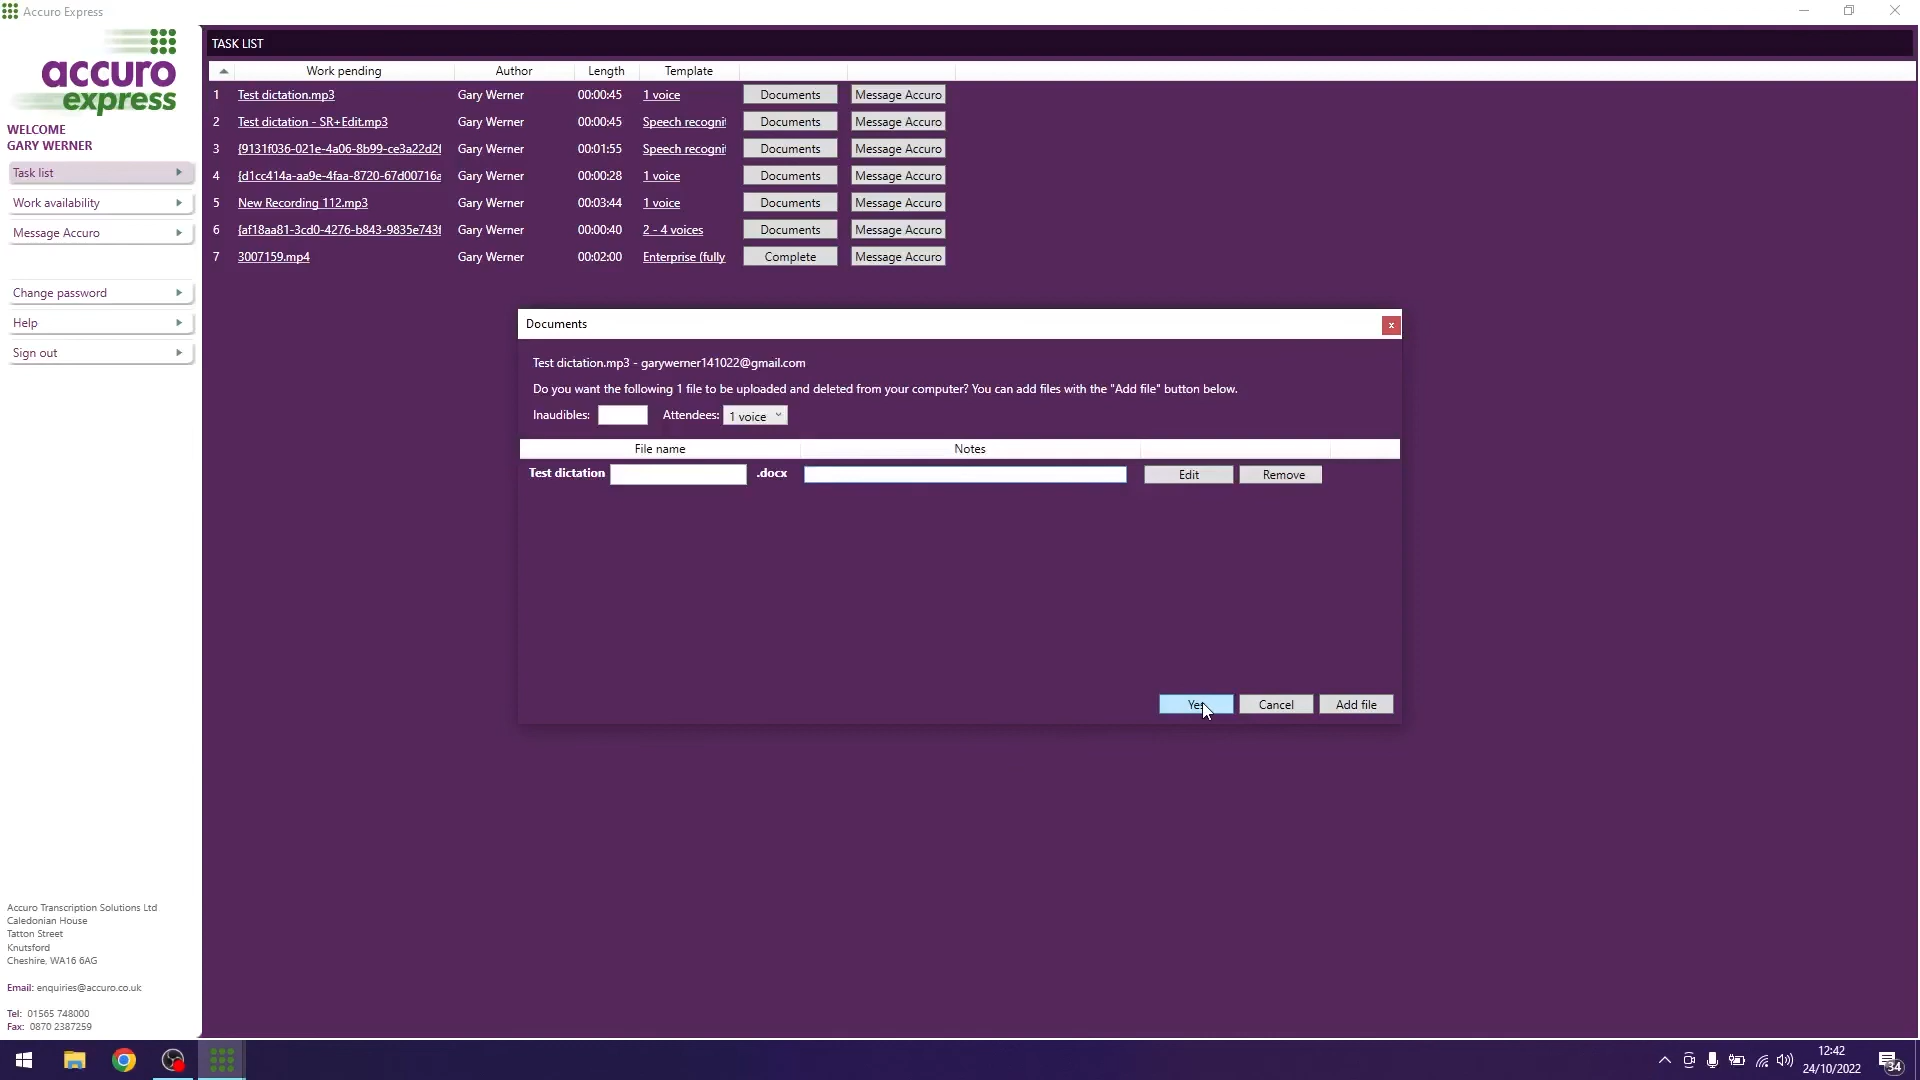 Accuro Express
accuro
express
WELCOME
GARY WERNER
Task list
Work availability
Message Accuro
Change password
Help
Sign out
TASK LIST
Work pending Author Length Template
1 Test dictation.mp3 Gary Werner 00:00:45 1 voice Documents Message Accuro
2 Test dictation - SR+Edit.mp3 Gary Werner 00:00:45 Speech recogni Documents Message Accuro
3 {9131f036-021e-4a06-8b99-ce3a22d2f Gary Werner 00:01:55 Speech recogni Documents Message Accuro
4 {d1cc414a-aa9e-4faa-8720-67d00716a Gary Werner 00:00:28 1 voice Documents Message Accuro
5 New Recording 112.mp3 Gary Werner 00:03:44 1 voice Documents Message Accuro
6 {af18aa81-3cd0-4276-b843-9835e743f Gary Werner 00:00:40 2 - 4 voices Documents Message Accuro
7 3007159.mp4 Gary Werner 00:02:00 Enterprise (fully Complete Message Accuro
Documents
x
Test dictation.mp3 - garywerner141022@gmail.com
Do you want the following 1 file to be uploaded and deleted from your computer? You can add files with the "Add file" button below.
Inaudibles: Attendees: 1 voice
File name Notes
Test dictation .docx Edit Remove
Yes Cancel Add file
Accuro Transcription Solutions Ltd
Caledonian House
Tatton Street
Knutsford
Cheshire, WA16 6AG
Email: enquiries@accuro.co.uk
Tel: 01565 748000
Fax: 0870 2387259
12:42
24/10/2022
34